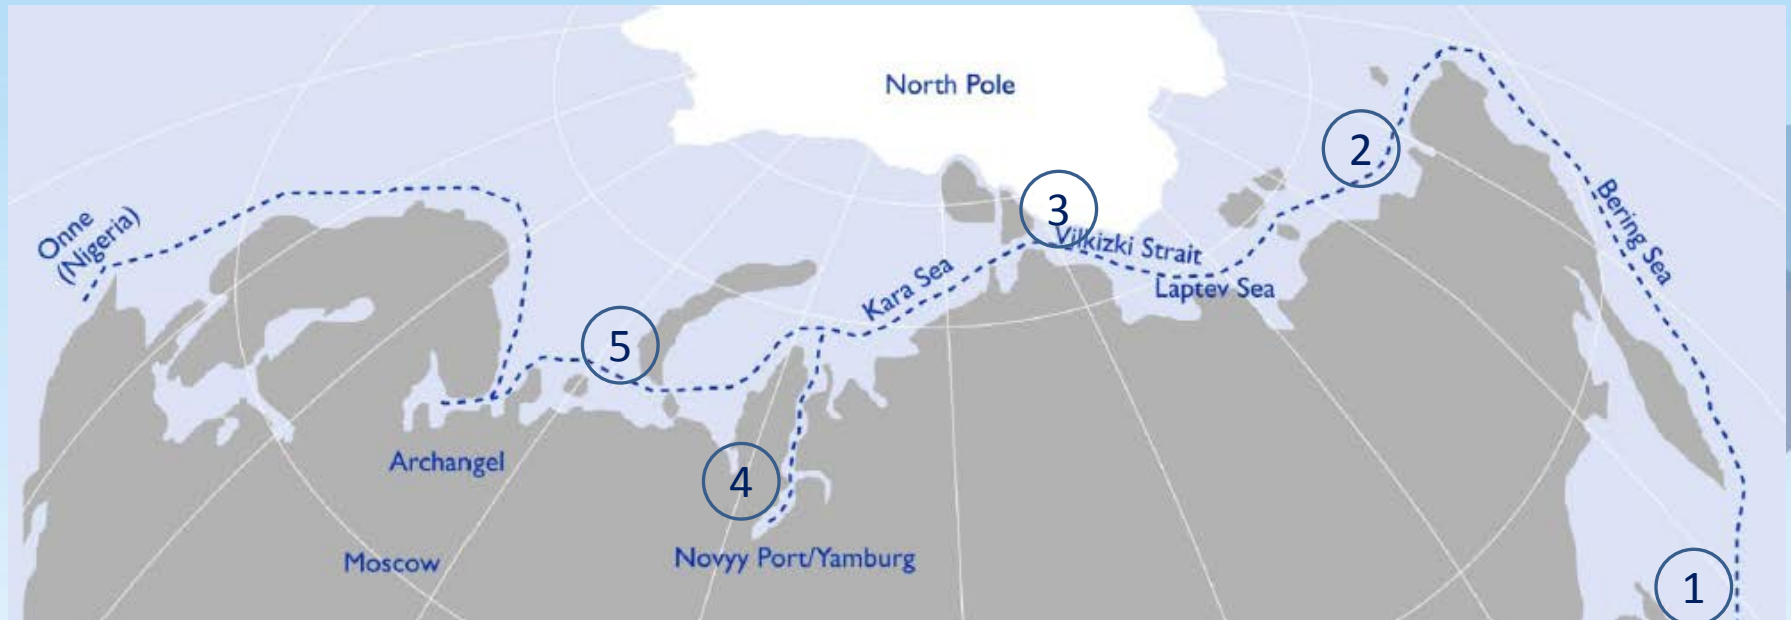 North Pole
2
Onne
(Nigeria)
3
Vilkizki Strait
Bering Sea
Kara Sea
Laptev Sea
5
Archangel
4
Moscow
Novyy Port/Yamburg
1